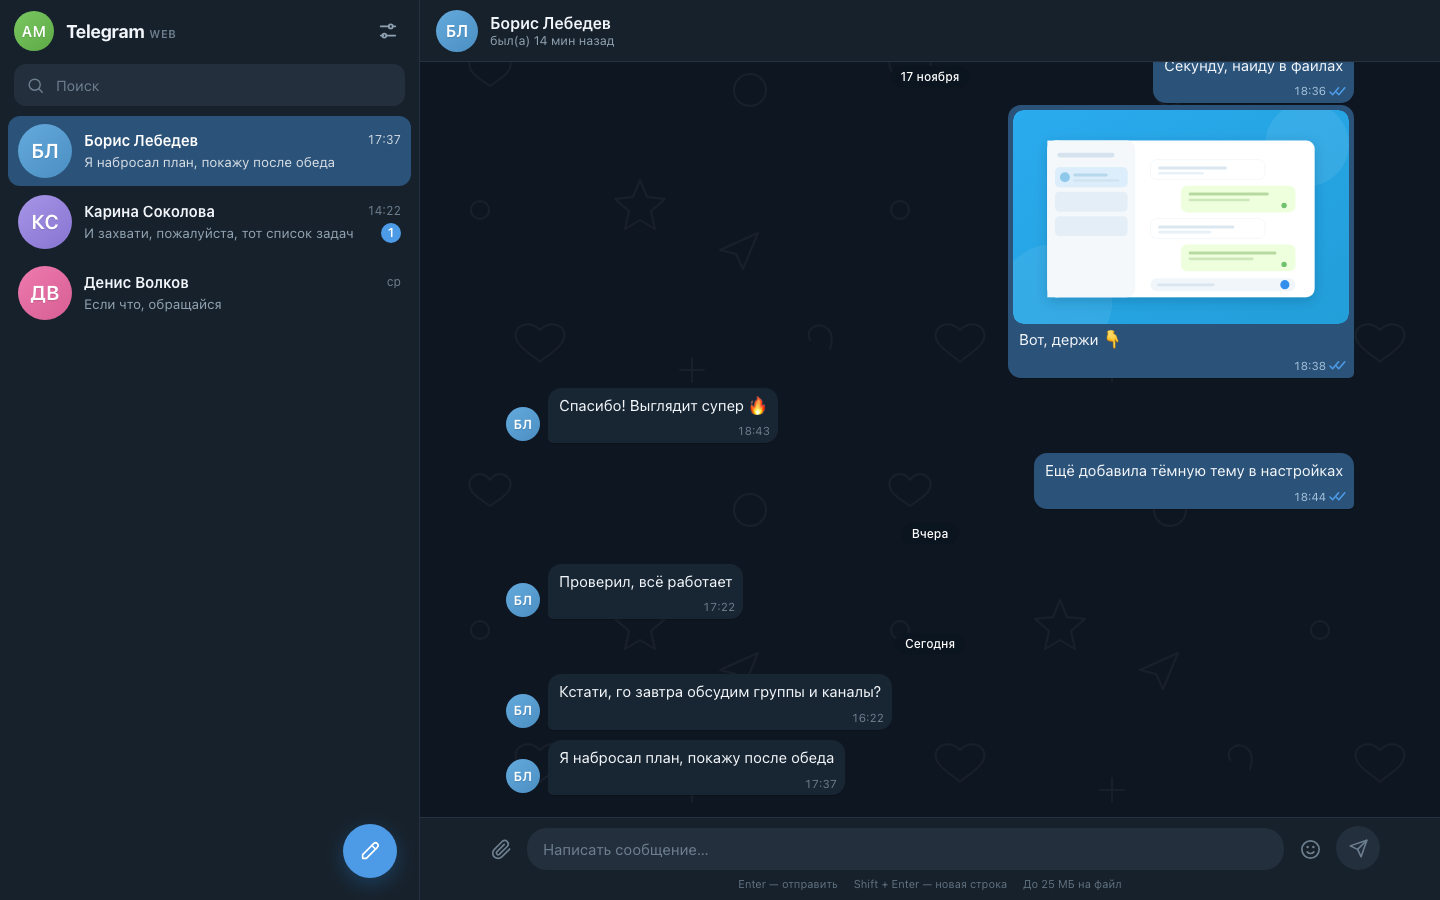 АМ
Telegram WEB
Поиск
БЛ
Борис Лебедев
17:37
Я набросал план, покажу после обеда
КС
Карина Соколова
14:22
И захвати, пожалуйста, тот список задач
1
ДВ
Денис Волков
ср
Если что, обращайся
БЛ
Борис Лебедев
был(а) 14 мин назад
17 ноября
Секунду, найду в файлах
18:36
Вот, держи 👇
18:38
БЛ
Спасибо! Выглядит супер 🔥
18:43
Ещё добавила тёмную тему в настройках
18:44
Вчера
БЛ
Проверил, всё работает
17:22
Сегодня
БЛ
Кстати, го завтра обсудим группы и каналы?
16:22
БЛ
Я набросал план, покажу после обеда
17:37
Написать сообщение...
Enter — отправить Shift + Enter — новая строка До 25 МБ на файл